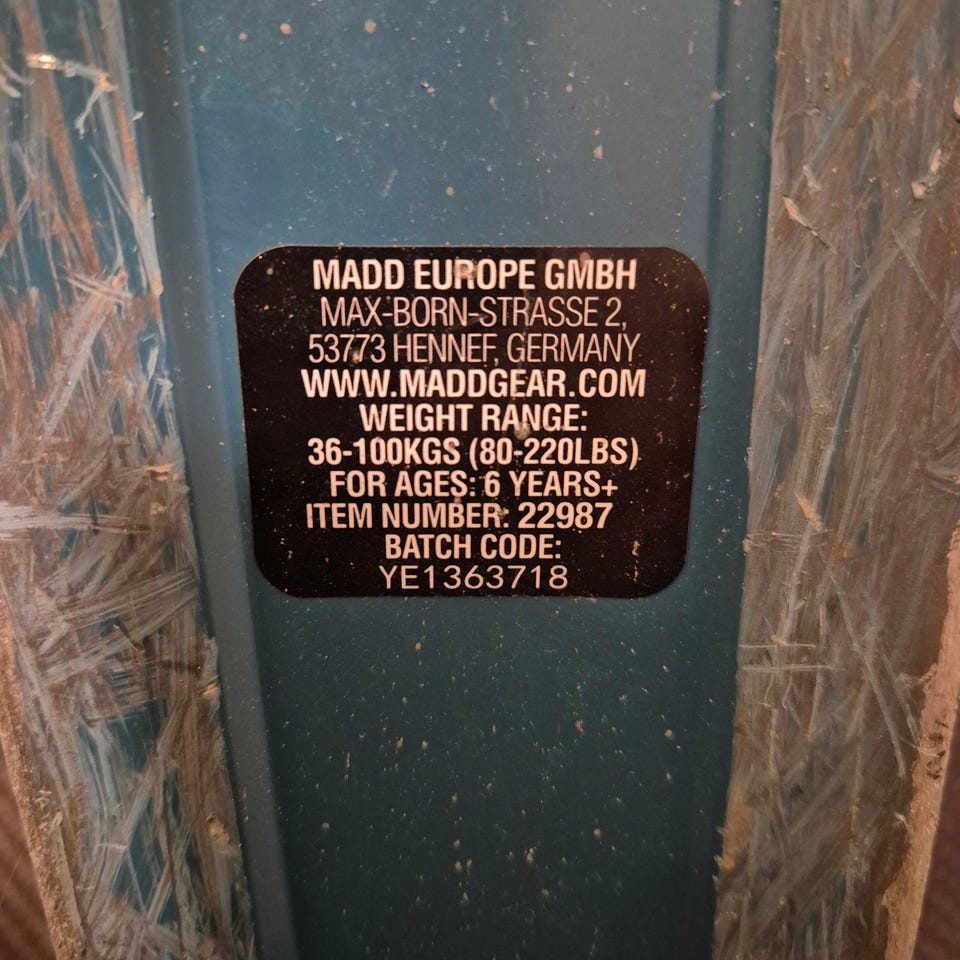 MADD EUROPE GMBH
MAX-BORN-STRASSE 2,
53773 HENNEF, GERMANY
WWW.MADDGEAR.COM
WEIGHT RANGE:
36-100KGS (80-220LBS)
FOR AGES: 6 YEARS+
ITEM NUMBER: 22987
BATCH CODE:
YE1363718